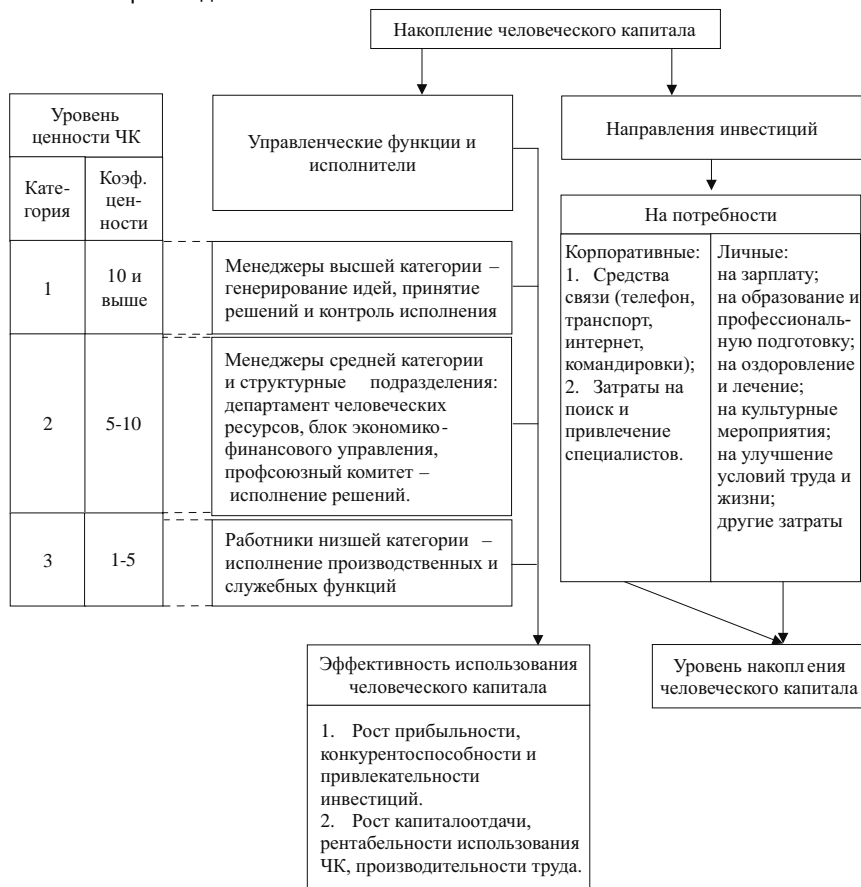 Накопление человеческого капитала
Уровень
ценности ЧК
Кате-
гория
Коэф.
цен-
ности
1
10 и
выше
2
5-10
3
1-5
Управленческие функции и
исполнители
Менеджеры высшей категории –
генерирование идей, принятие
решений и контроль исполнения
Менеджеры средней категории
и структурные подразделения:
департамент человеческих
ресурсов, блок экономико-
финансового управления,
профсоюзный комитет –
исполнение решений.
Работники низшей категории –
исполнение производственных и
служебных функций
Направления инвестиций
На потребности
Корпоративные:
1. Средства
связи (телефон,
транспорт,
интернет,
командировки);
2. Затраты на
поиск и
привлечение
специалистов.
Личные:
на зарплату;
на образование и
профессиональ-
ную подготовку;
на оздоровление
и лечение;
на культурные
мероприятия;
на улучшение
условий труда и
жизни;
другие затраты
Эффективность использования
человеческого капитала
1. Рост прибыльности,
конкурентоспособности и
привлекательности
инвестиций.
2. Рост капиталоотдачи,
рентабельности использования
ЧК, производительности труда.
Уровень накопления
человеческого капитала